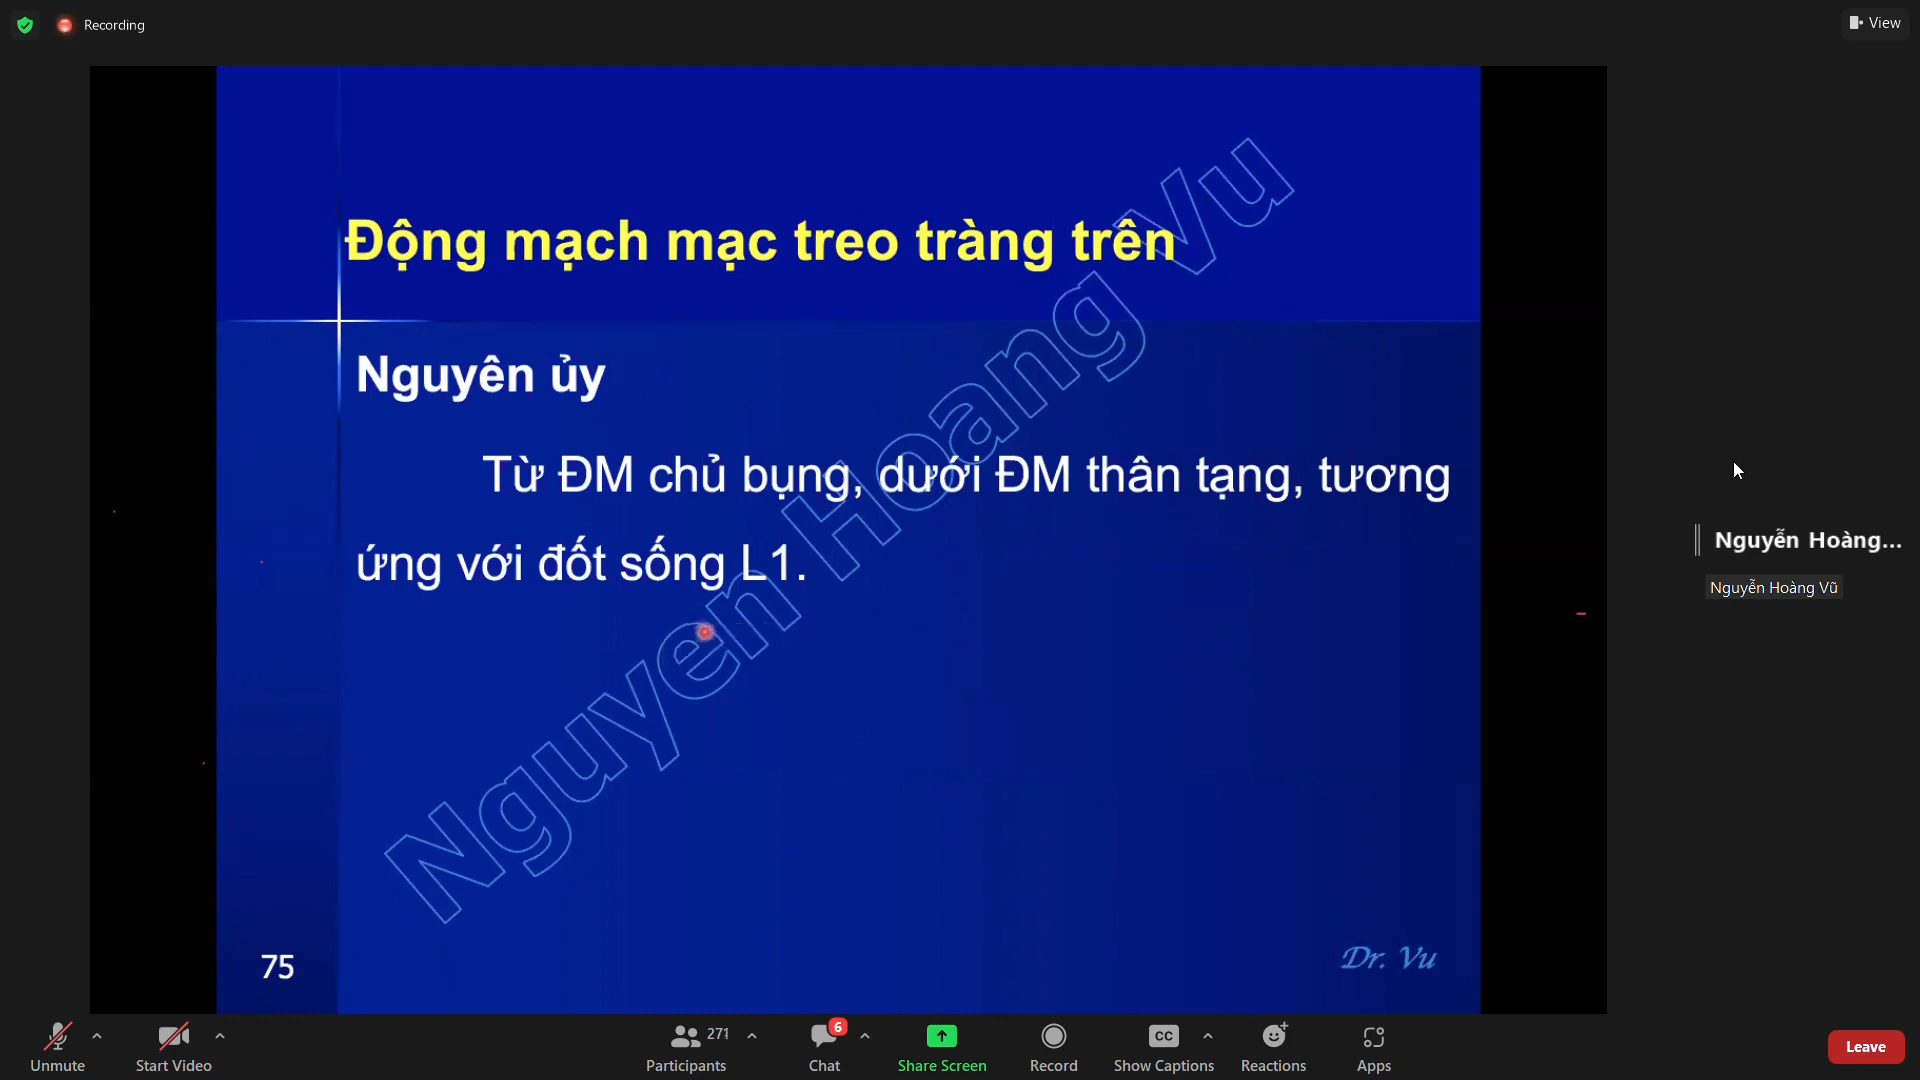 Recording
View
Động mạch mạc treo tràng trên
Nguyên ủy
Từ ĐM chủ bụng, dưới ĐM thân tạng, tương
ứng với đốt sống L1.
Nguyen Hoang Vu
75
Dr. Vu
Nguyễn Hoàng...
Nguyễn Hoàng Vũ
Unmute
Start Video
271
Participants
6
Chat
Share Screen
Record
CC
Show Captions
Reactions
Apps
Leave